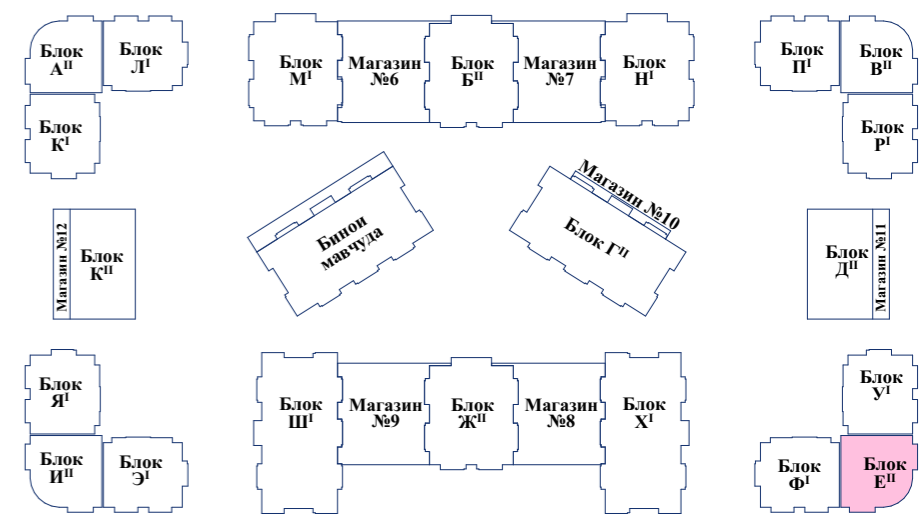 Блок
Аᴵᴵ
Блок
Лᴵ
Блок
Мᴵ
Магазин
№6
Блок
Бᴵᴵ
Магазин
№7
Блок
Нᴵ
Блок
Пᴵ
Блок
Вᴵᴵ
Блок
Кᴵ
Блок
Рᴵ
Магазин №12
Блок
Кᴵᴵ
Бинои
мавчуда
Магазин №10
Блок Гᴵᴵ
Блок
Дᴵᴵ
Магазин №11
Блок
Яᴵ
Блок
Шᴵ
Магазин
№9
Блок
Жᴵᴵ
Магазин
№8
Блок
Хᴵ
Блок
Уᴵ
Блок
Иᴵᴵ
Блок
Эᴵ
Блок
Фᴵ
Блок
Еᴵᴵ